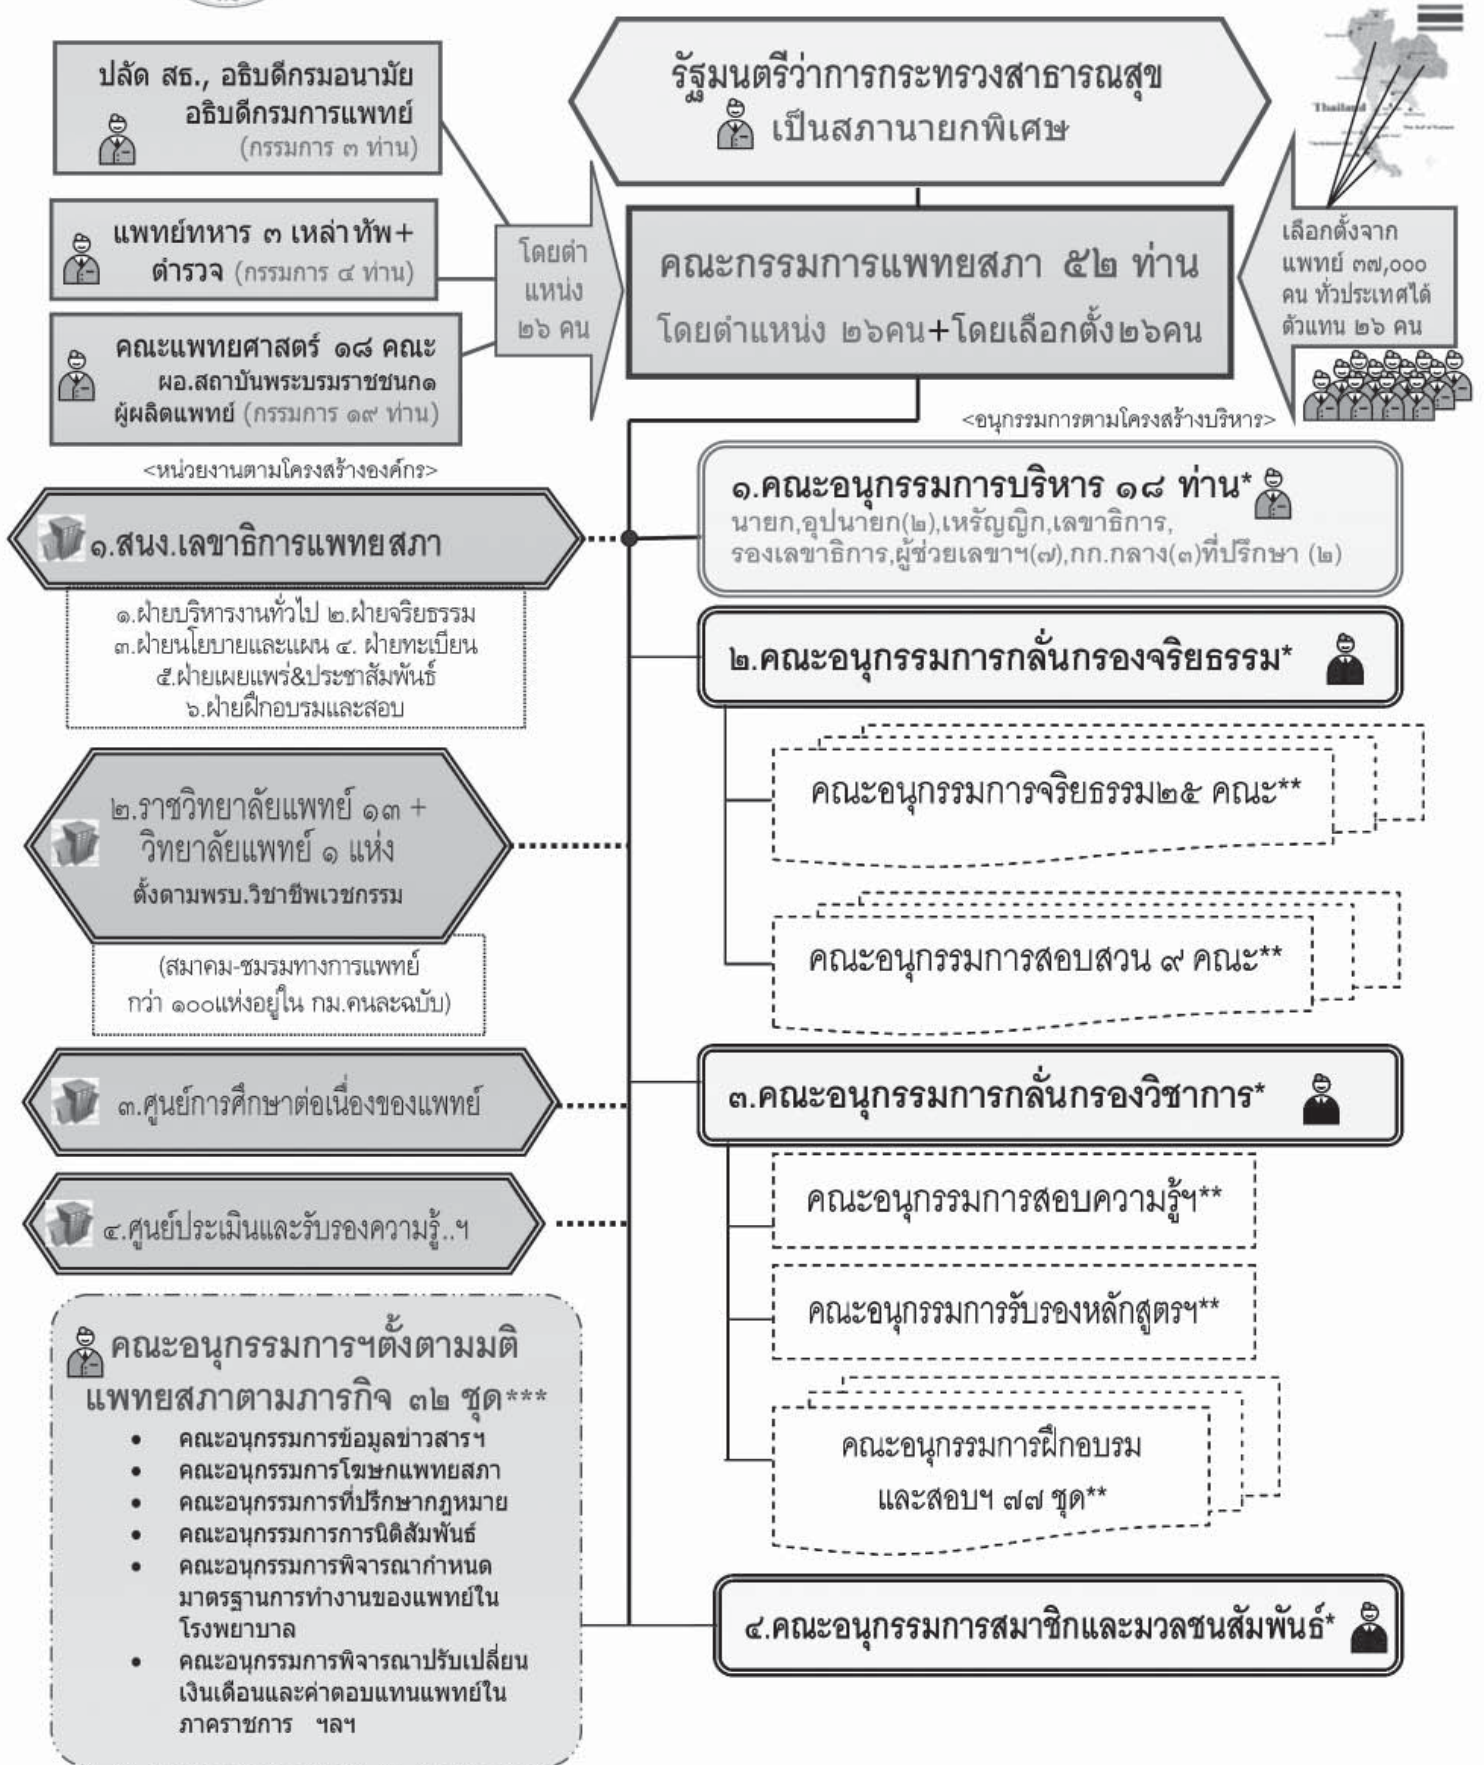 รัฐมนตรีว่าการกระทรวงสาธารณสุข
เป็นสภานายกพิเศษ
ปลัด สธ., อธิบดีกรมอนามัย
อธิบดีกรมการแพทย์
(กรรมการ ๓ ท่าน)
แพทย์ทหาร ๓ เหล่าทัพ+
ตำรวจ (กรรมการ ๔ ท่าน)
คณะแพทยศาสตร์ ๑๘ คณะ
ผอ.สถาบันพระบรมราชชนก๑
ผู้ผลิตแพทย์ (กรรมการ ๑๙ ท่าน)
โดยตำ
แหน่ง
๒๖ คน
คณะกรรมการแพทยสภา ๕๒ ท่าน
โดยตำแหน่ง ๒๖คน+โดยเลือกตั้ง๒๖คน
Thailand
เลือกตั้งจาก
แพทย์ ๓๗,๐๐๐
คน ทั่วประเทศได้
ตัวแทน ๒๖ คน
<หน่วยงานตามโครงสร้างองค์กร>
๑.สนง.เลขาธิการแพทยสภา
๑.ฝ่ายบริหารงานทั่วไป ๒.ฝ่ายจริยธรรม
๓.ฝ่ายนโยบายและแผน ๔. ฝ่ายทะเบียน
๕.ฝ่ายเผยแพร่&ประชาสัมพันธ์
๖.ฝ่ายฝึกอบรมและสอบ
๒.ราชวิทยาลัยแพทย์ ๑๓ +
วิทยาลัยแพทย์ ๑ แห่ง
ตั้งตามพรบ.วิชาชีพเวชกรรม
(สมาคม-ชมรมทางการแพทย์
กว่า ๑๐๐แห่งอยู่ใน กม.คนละฉบับ)
๓.ศูนย์การศึกษาต่อเนื่องของแพทย์
๔.ศูนย์ประเมินและรับรองความรู้..ฯ
คณะอนุกรรมการฯตั้งตามมติ
แพทยสภาตามภารกิจ ๓๒ ชุด***
• คณะอนุกรรมการข้อมูลข่าวสารฯ
• คณะอนุกรรมการโฆษกแพทยสภา
• คณะอนุกรรมการที่ปรึกษากฎหมาย
• คณะอนุกรรมการการนิติสัมพันธ์
• คณะอนุกรรมการพิจารณากำหนด
มาตรฐานการทำงานของแพทย์ใน
โรงพยาบาล
• คณะอนุกรรมการพิจารณาปรับเปลี่ยน
เงินเดือนและค่าตอบแทนแพทย์ใน
ภาคราชการ ฯลฯ
<อนุกรรมการตามโครงสร้างบริหาร>
๑.คณะอนุกรรมการบริหาร ๑๘ ท่าน*
นายก,อุปนายก(๒),เหรัญญิก,เลขาธิการ,
รองเลขาธิการ,ผู้ช่วยเลขาฯ(๗),กก.กลาง(๓)ที่ปรึกษา (๒)
๒.คณะอนุกรรมการกลั่นกรองจริยธรรม*
คณะอนุกรรมการจริยธรรม๒๕ คณะ**
คณะอนุกรรมการสอบสวน ๙ คณะ**
๓.คณะอนุกรรมการกลั่นกรองวิชาการ*
คณะอนุกรรมการสอบความรู้ฯ**
คณะอนุกรรมการรับรองหลักสูตรฯ**
คณะอนุกรรมการฝึกอบรม
และสอบฯ ๗๗ ชุด**
๔.คณะอนุกรรมการสมาชิกและมวลชนสัมพันธ์*